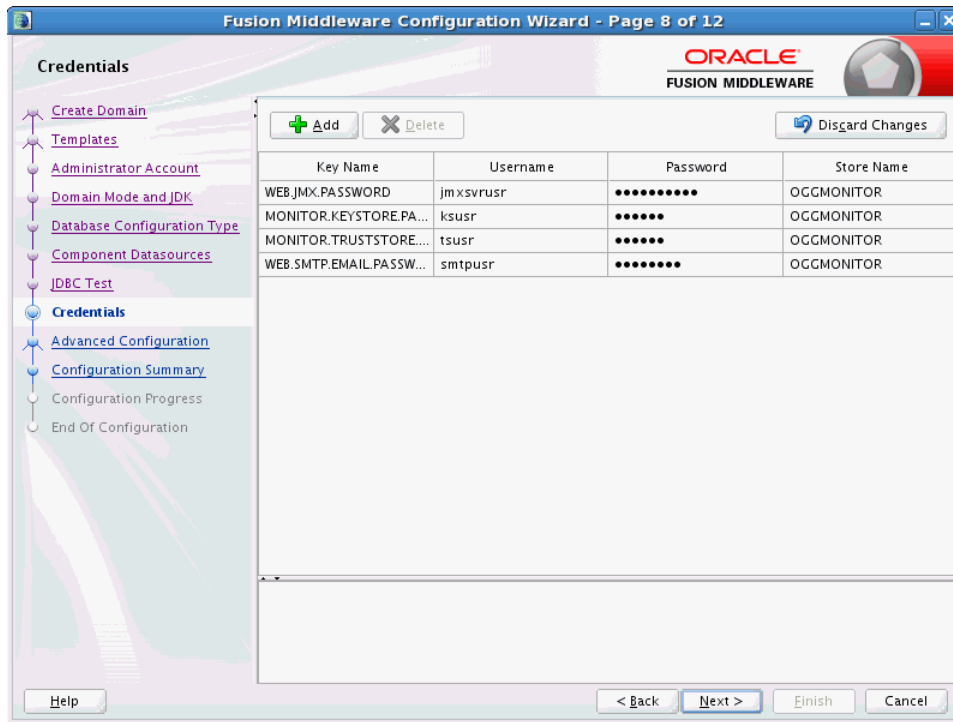 Fusion Middleware Configuration Wizard - Page 8 of 12
Credentials
ORACLE
FUSION MIDDLEWARE
Create Domain
Templates
Administrator Account
Domain Mode and JDK
Database Configuration Type
Component Datasources
JDBC Test
Credentials
Advanced Configuration
Configuration Summary
Configuration Progress
End Of Configuration
Add Delete Discard Changes
Key Name Username Password Store Name
WEB.JMX.PASSWORD jmxsvrusr •••••••••• OGGMONITOR
MONITOR.KEYSTORE.PA... ksusr •••••• OGGMONITOR
MONITOR.TRUSTSTORE.... tsusr •••••• OGGMONITOR
WEB.SMTP.EMAIL.PASSW... smtpusr •••••••• OGGMONITOR
Help < Back Next > Finish Cancel